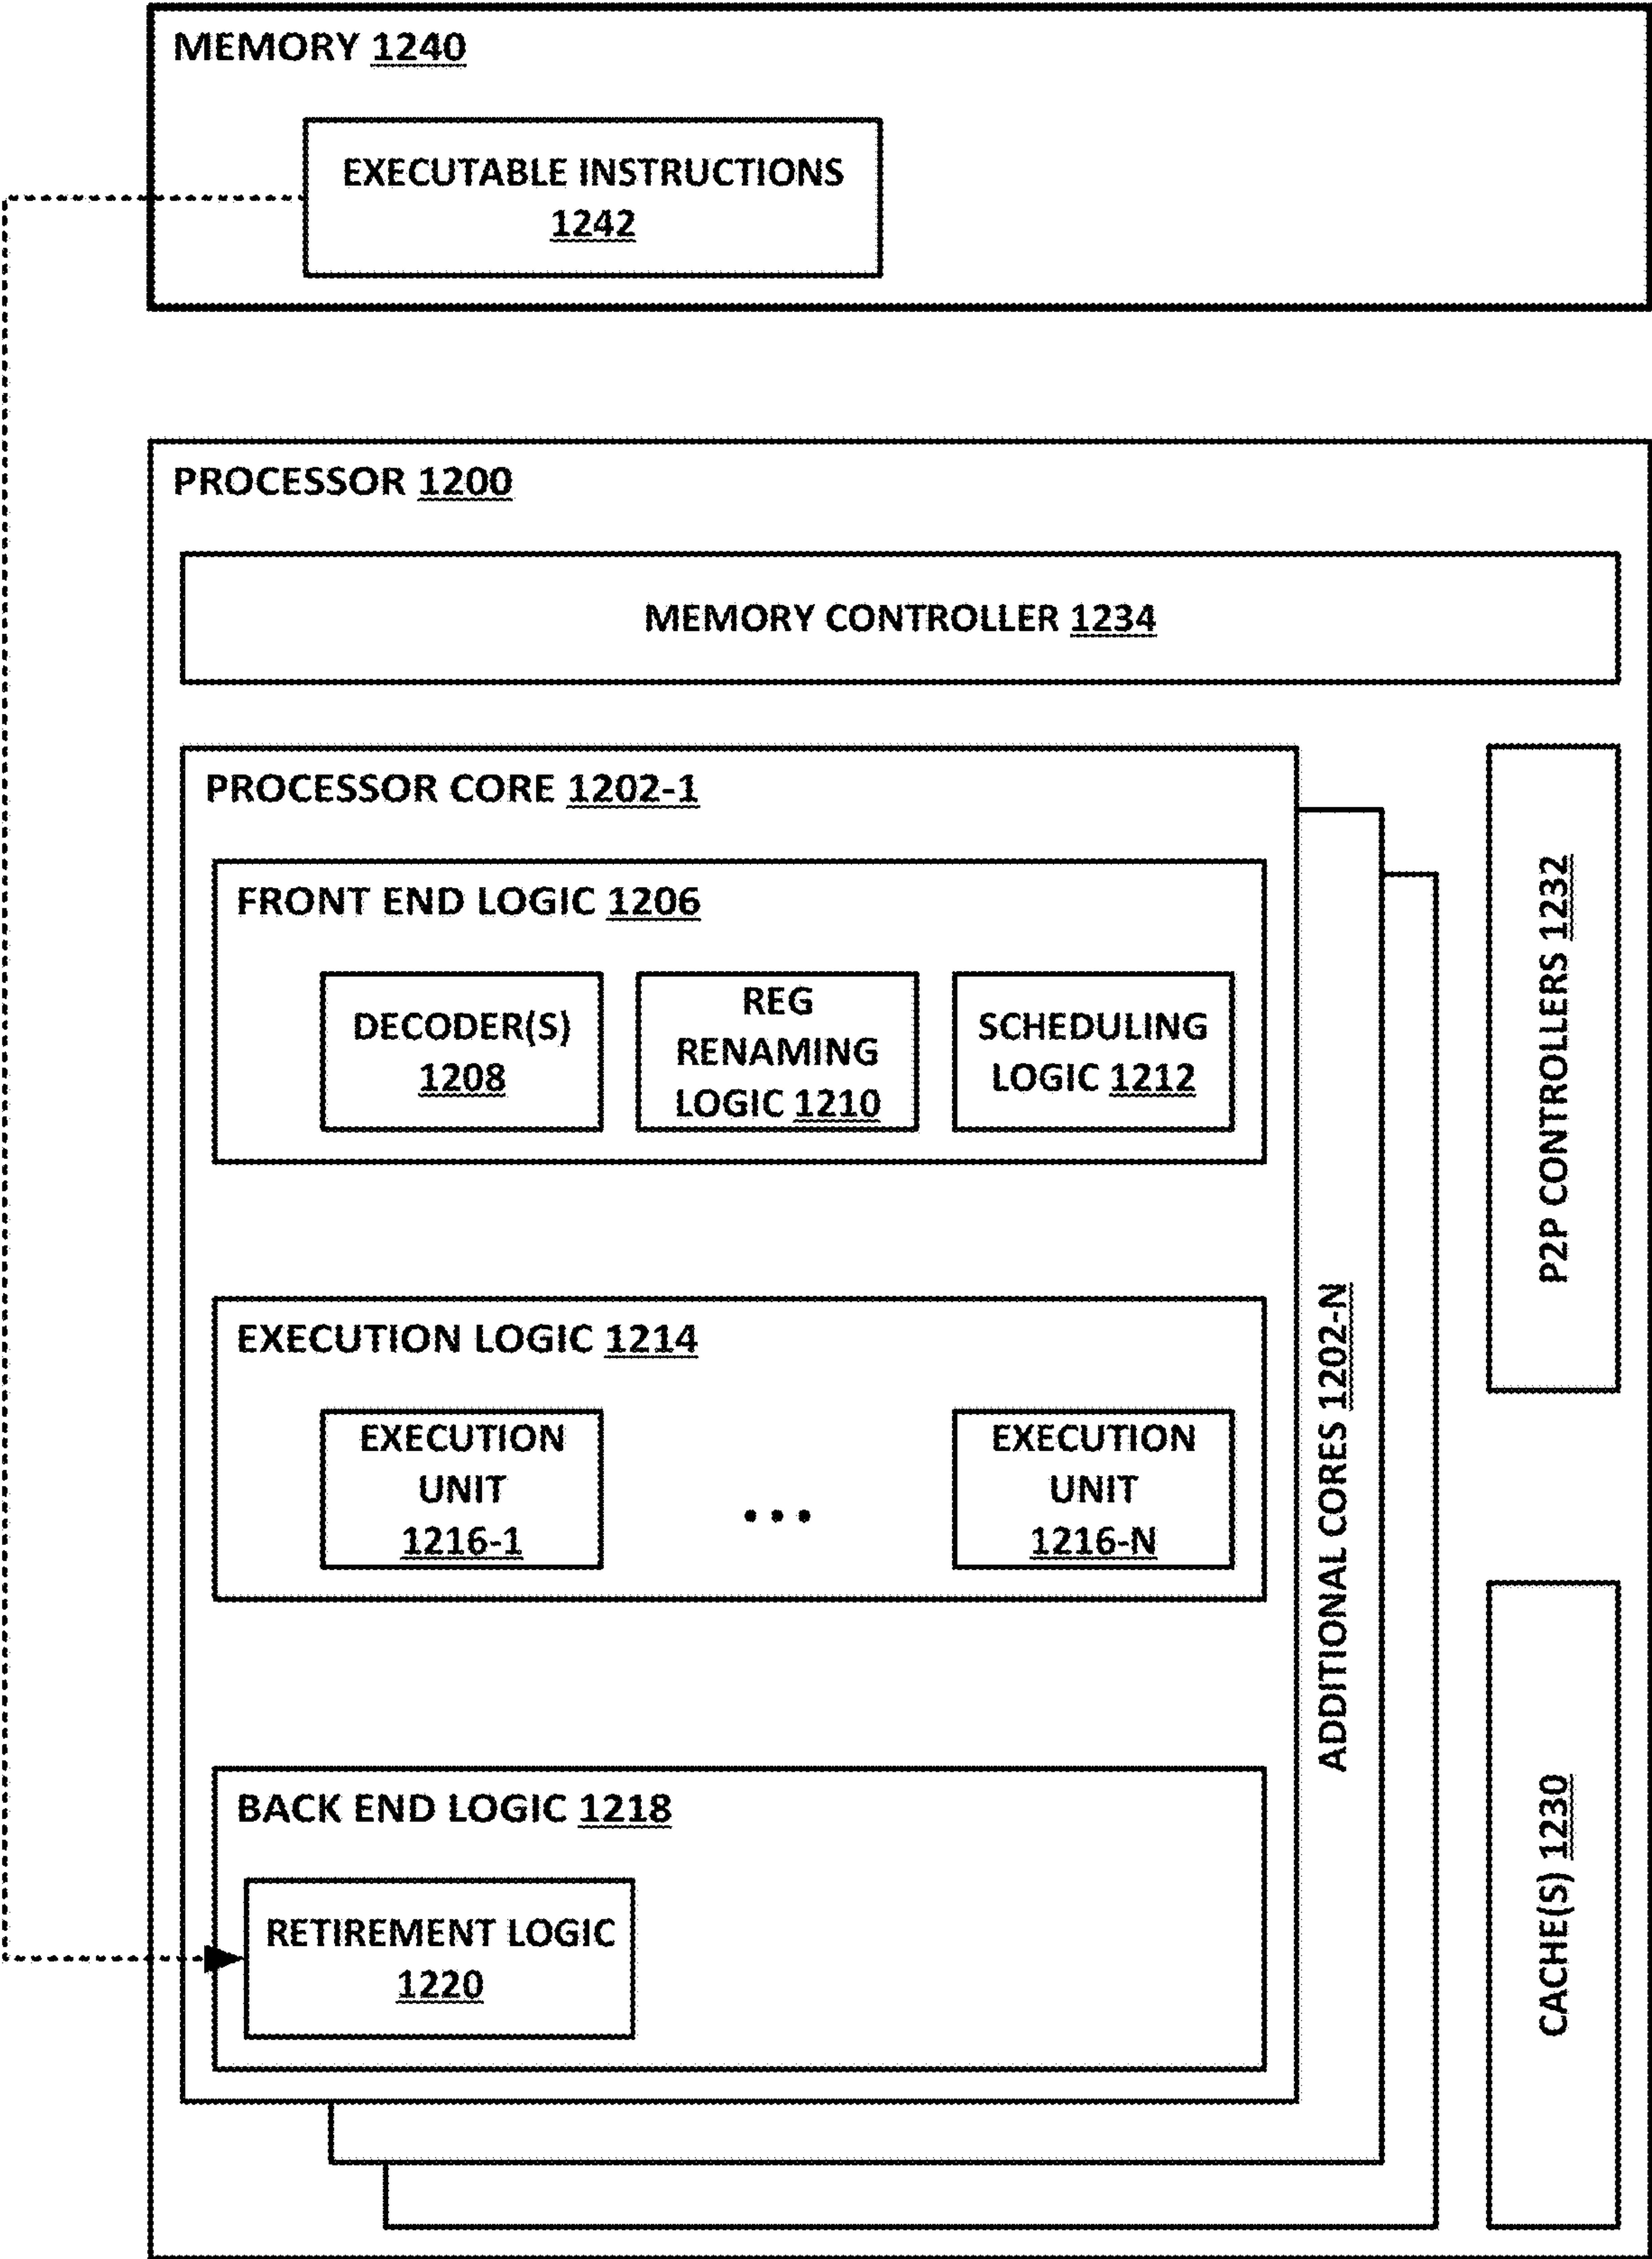 MEMORY 1240
EXECUTABLE INSTRUCTIONS
1242
PROCESSOR 1200
MEMORY CONTROLLER 1234
PROCESSOR CORE 1202-1
FRONT END LOGIC 1206
DECODER(S)
1208
REG
RENAMING
LOGIC 1210
SCHEDULING
LOGIC 1212
EXECUTION LOGIC 1214
EXECUTION
UNIT
1216-1
...
EXECUTION
UNIT
1216-N
BACK END LOGIC 1218
RETIREMENT LOGIC
1220
ADDITIONAL CORES 1202-N
P2P CONTROLLERS 1232
CACHE(S) 1230